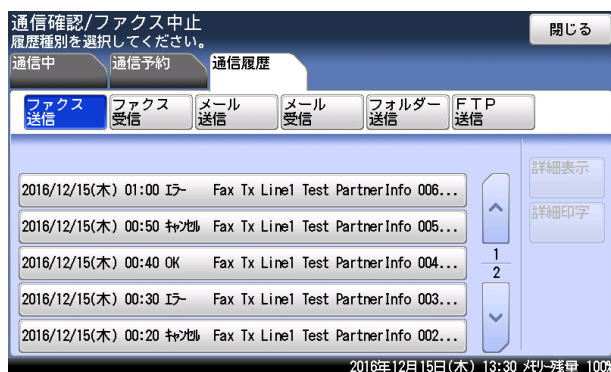 通信確認/ファクス中止
履歴種別を選択してください。
閉じる
通信中 通信予約 通信履歴
ファクス送信 ファクス受信 メール送信 メール受信 フォルダー送信 FTP送信
詳細表示
2016/12/15(木) 01:00 ｴﾗｰ Fax Tx Line1 Test PartnerInfo 006...
詳細印字
2016/12/15(木) 00:50 ｷｬﾝｾﾙ Fax Tx Line1 Test PartnerInfo 005...
2016/12/15(木) 00:40 OK Fax Tx Line1 Test PartnerInfo 004...
1
2
2016/12/15(木) 00:30 ｴﾗｰ Fax Tx Line1 Test PartnerInfo 003...
2016/12/15(木) 00:20 ｷｬﾝｾﾙ Fax Tx Line1 Test PartnerInfo 002...
2016年12月15日(木) 13:30 ﾒﾓﾘｰ残量 100%